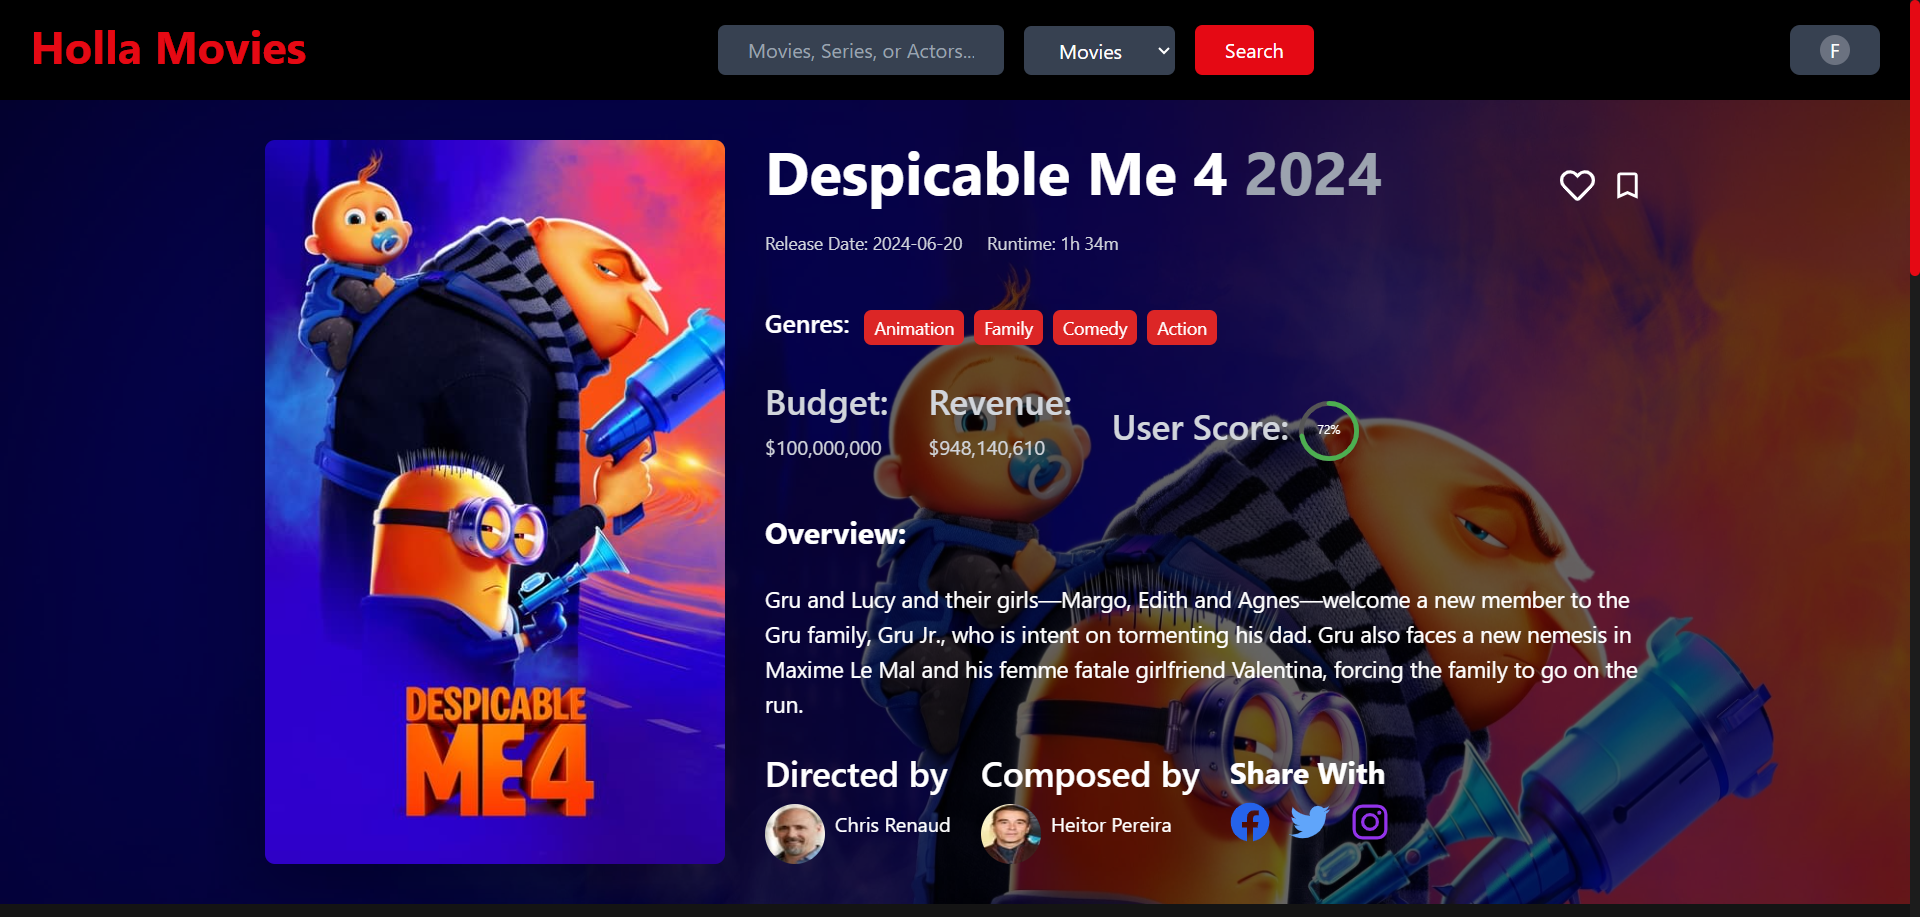 Holla Movies
Movies, Series, or Actors...
Movies
Search
F
Despicable Me 4 2024
Release Date: 2024-06-20 Runtime: 1h 34m
Genres: Animation Family Comedy Action
Budget: Revenue: User Score: 72%
$100,000,000 $948,140,610
Overview:
Gru and Lucy and their girls—Margo, Edith and Agnes—welcome a new member to the
Gru family, Gru Jr., who is intent on tormenting his dad. Gru also faces a new nemesis in
Maxime Le Mal and his femme fatale girlfriend Valentina, forcing the family to go on the
run.
Directed by Composed by Share With
Chris Renaud Heitor Pereira
DESPICABLE
ME4